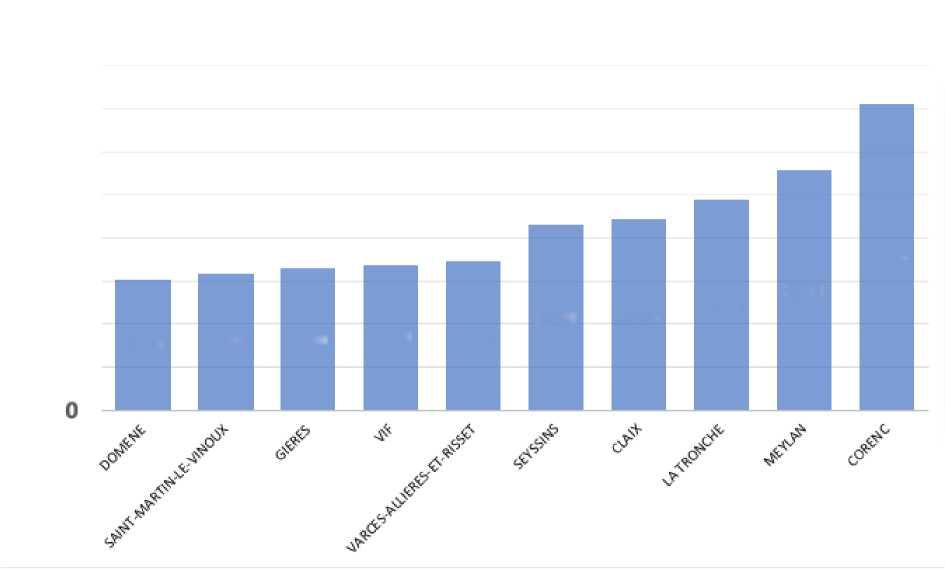 0
DOMENE
SAINT-MARTIN-LE-VINOUX
GIERES
VIF
VARCES-ALLIERES-ET-RISSET
SEYSSINS
CLAIX
LA TRONCHE
MEYLAN
CORENC